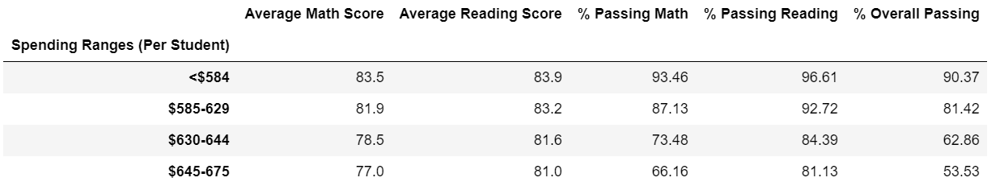 Average Math Score Average Reading Score % Passing Math % Passing Reading % Overall Passing
Spending Ranges (Per Student)
<$584 83.5 83.9 93.46 96.61 90.37
$585-629 81.9 83.2 87.13 92.72 81.42
$630-644 78.5 81.6 73.48 84.39 62.86
$645-675 77.0 81.0 66.16 81.13 53.53